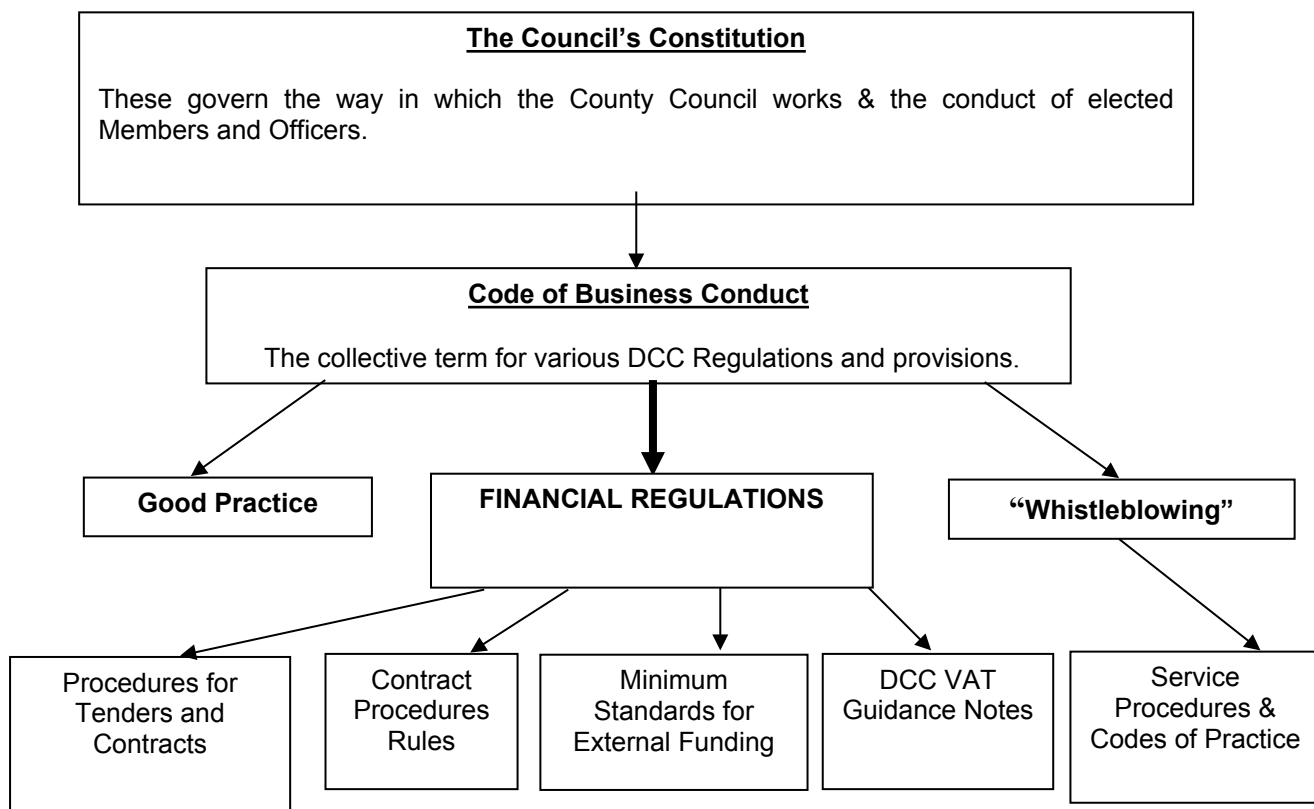 The Council’s Constitution
These govern the way in which the County Council works & the conduct of elected
Members and Officers.
Code of Business Conduct
The collective term for various DCC Regulations and provisions.
Good Practice
FINANCIAL REGULATIONS
“Whistleblowing”
Procedures for
Tenders and
Contracts
Contract
Procedures
Rules
Minimum
Standards for
External Funding
DCC VAT
Guidance Notes
Service
Procedures &
Codes of Practice